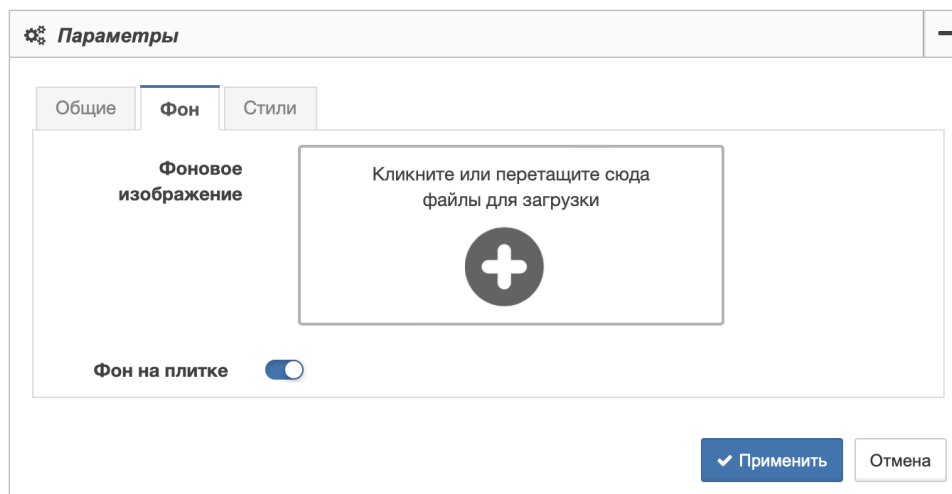 Параметры
Общие
Фон
Стили
Фоновое
изображение
Кликните или перетащите сюда
файлы для загрузки
Фон на плитке
Применить
Отмена